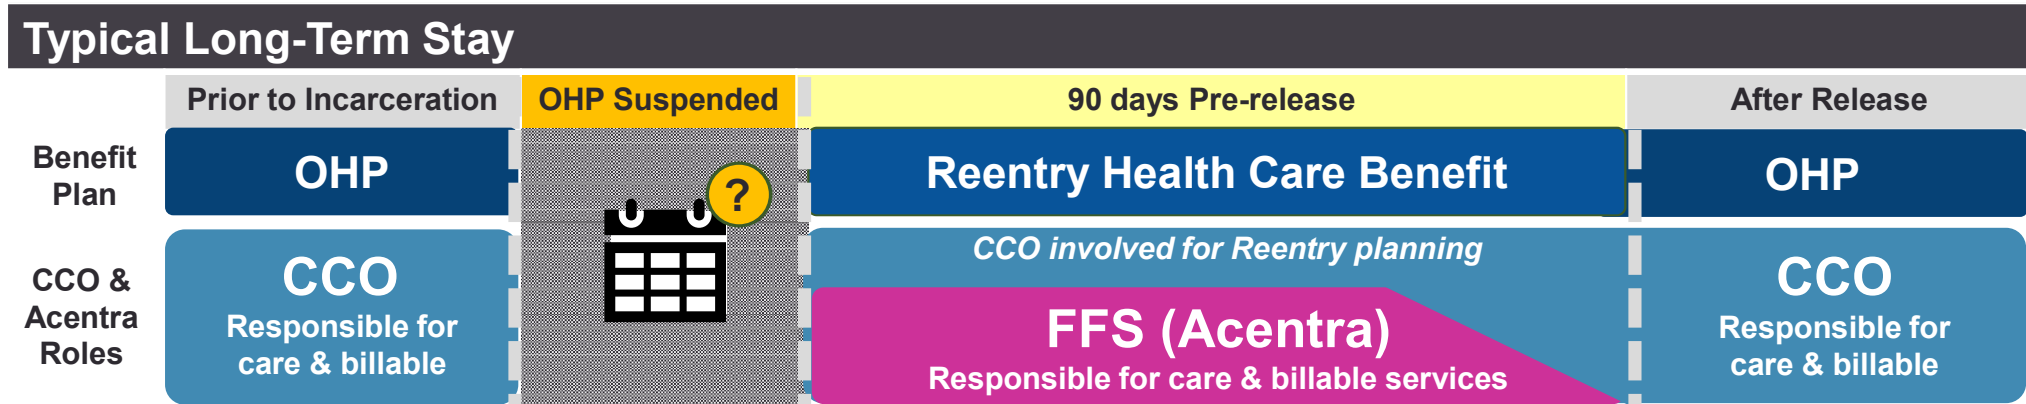 Typical Long-Term Stay
Prior to Incarceration
OHP Suspended
90 days Pre-release
After Release
Benefit
Plan
OHP
?
Reentry Health Care Benefit
OHP
CCO &
Acentra
Roles
CCO
Responsible for
care & billable
CCO involved for Reentry planning
FFS (Acentra)
Responsible for care & billable services
CCO
Responsible for
care & billable